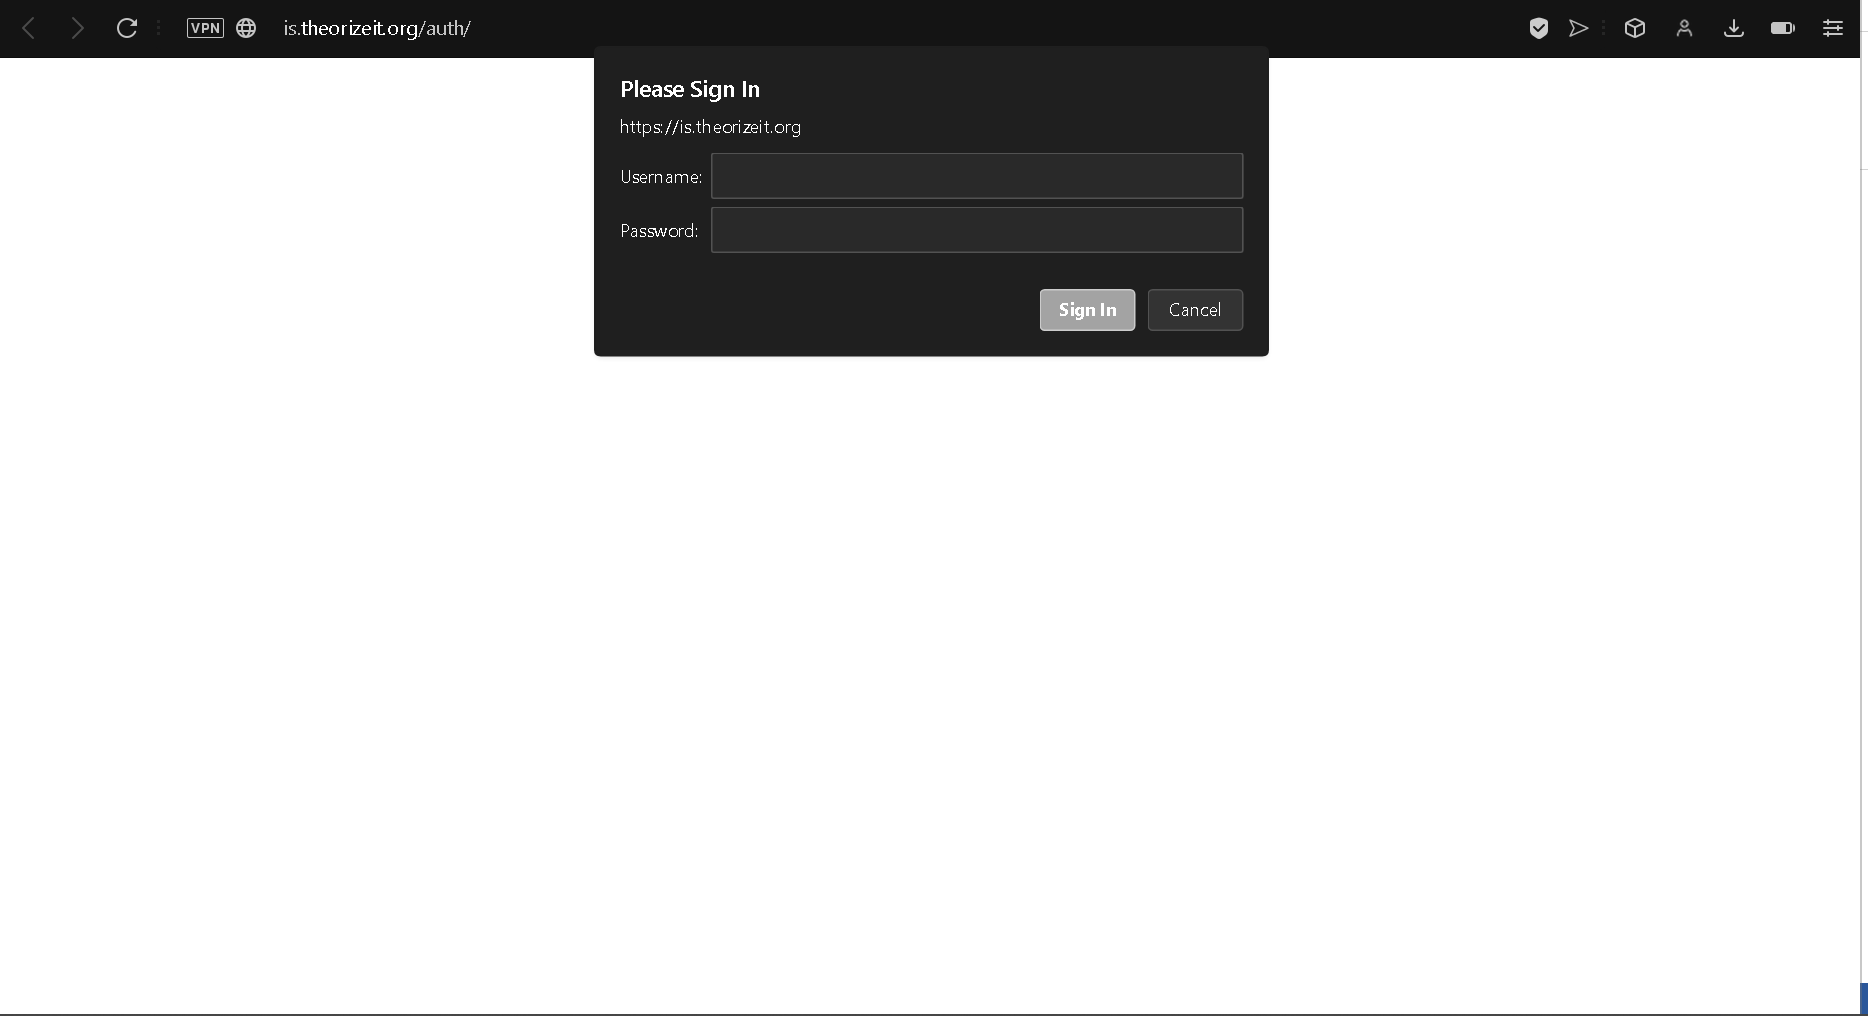 VPN
is.theorizeit.org/auth/
Please Sign In
https://is.theorizeit.org
Username:
Password:
Sign In
Cancel